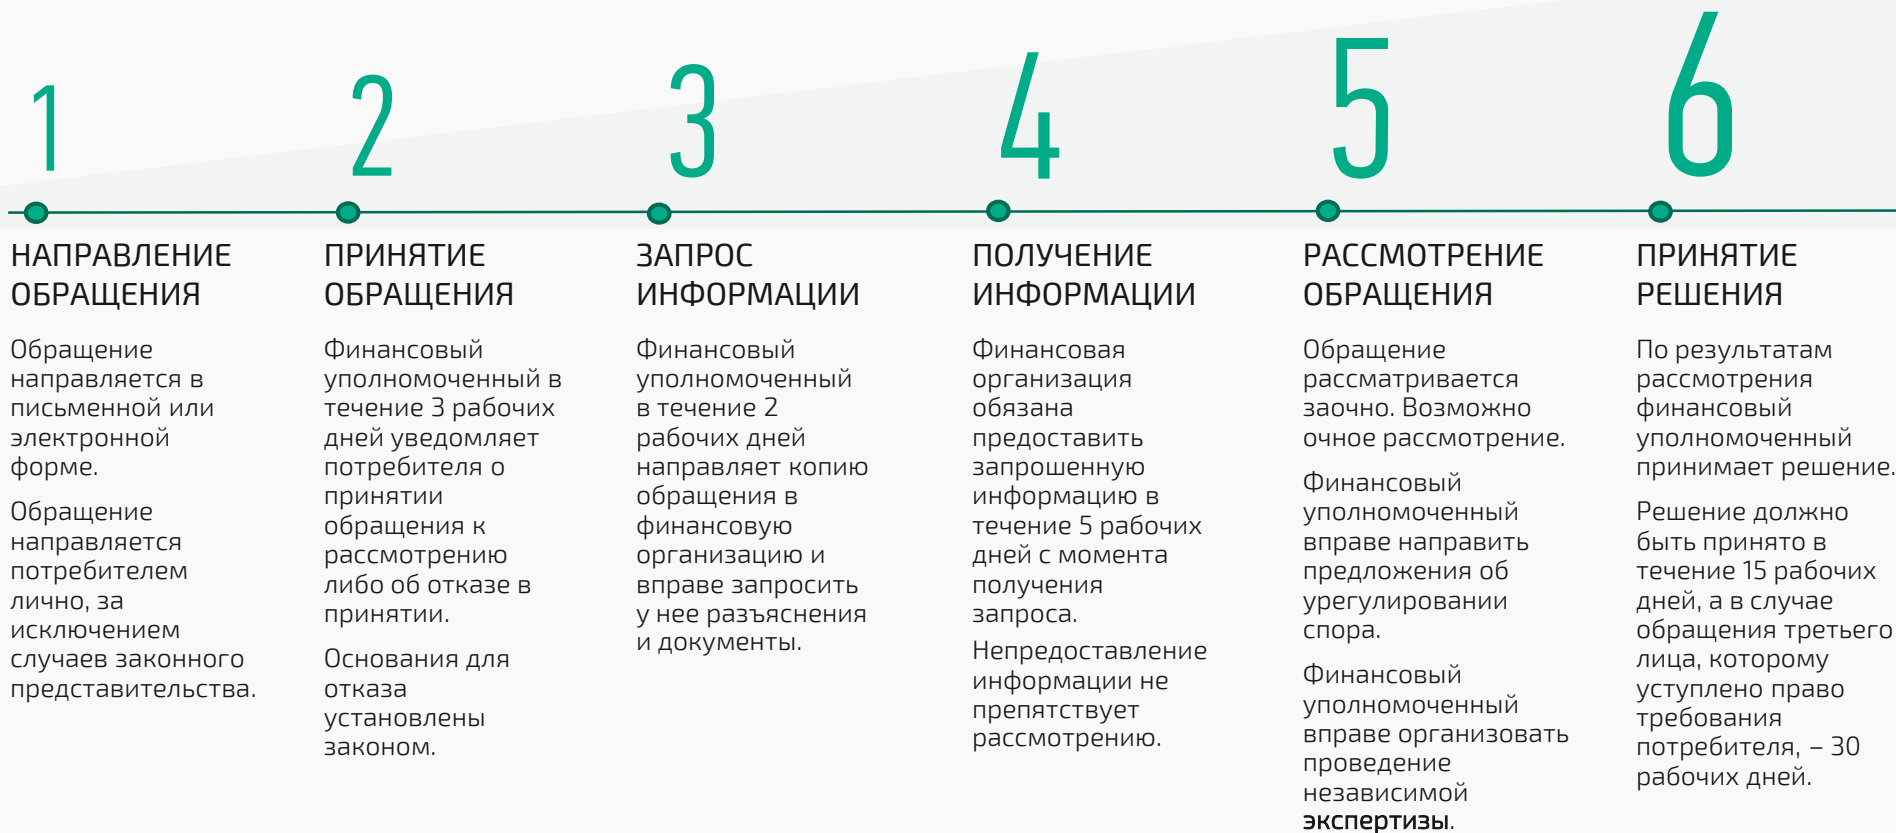 1
НАПРАВЛЕНИЕ
ОБРАЩЕНИЯ
Обращение
направляется в
письменной или
электронной
форме.
Обращение
направляется
потребителем
лично, за
исключением
случаев законного
представительства.
2
ПРИНЯТИЕ
ОБРАЩЕНИЯ
Финансовый
уполномоченный в
течение 3 рабочих
дней уведомляет
потребителя о
принятии
обращения к
рассмотрению
либо об отказе в
принятии.
Основания для
отказа
установлены
законом.
3
ЗАПРОС
ИНФОРМАЦИИ
Финансовый
уполномоченный
в течение 2
рабочих дней
направляет копию
обращения в
финансовую
организацию и
вправе запросить
у нее разъяснения
и документы.
4
ПОЛУЧЕНИЕ
ИНФОРМАЦИИ
Финансовая
организация
обязана
предоставить
запрошенную
информацию в
течение 5 рабочих
дней с момента
получения
запроса.
Непредоставление
информации не
препятствует
рассмотрению.
5
РАССМОТРЕНИЕ
ОБРАЩЕНИЯ
Обращение
рассматривается
заочно. Возможно
очное рассмотрение.
Финансовый
уполномоченный
вправе направить
предложения об
урегулировании
спора.
Финансовый
уполномоченный
вправе организовать
проведение
независимой
экспертизы.
6
ПРИНЯТИЕ
РЕШЕНИЯ
По результатам
рассмотрения
финансовый
уполномоченный
принимает решение.
Решение должно
быть принято в
течение 15 рабочих
дней, а в случае
обращения третьего
лица, которому
уступлено право
требования
потребителя, – 30
рабочих дней.